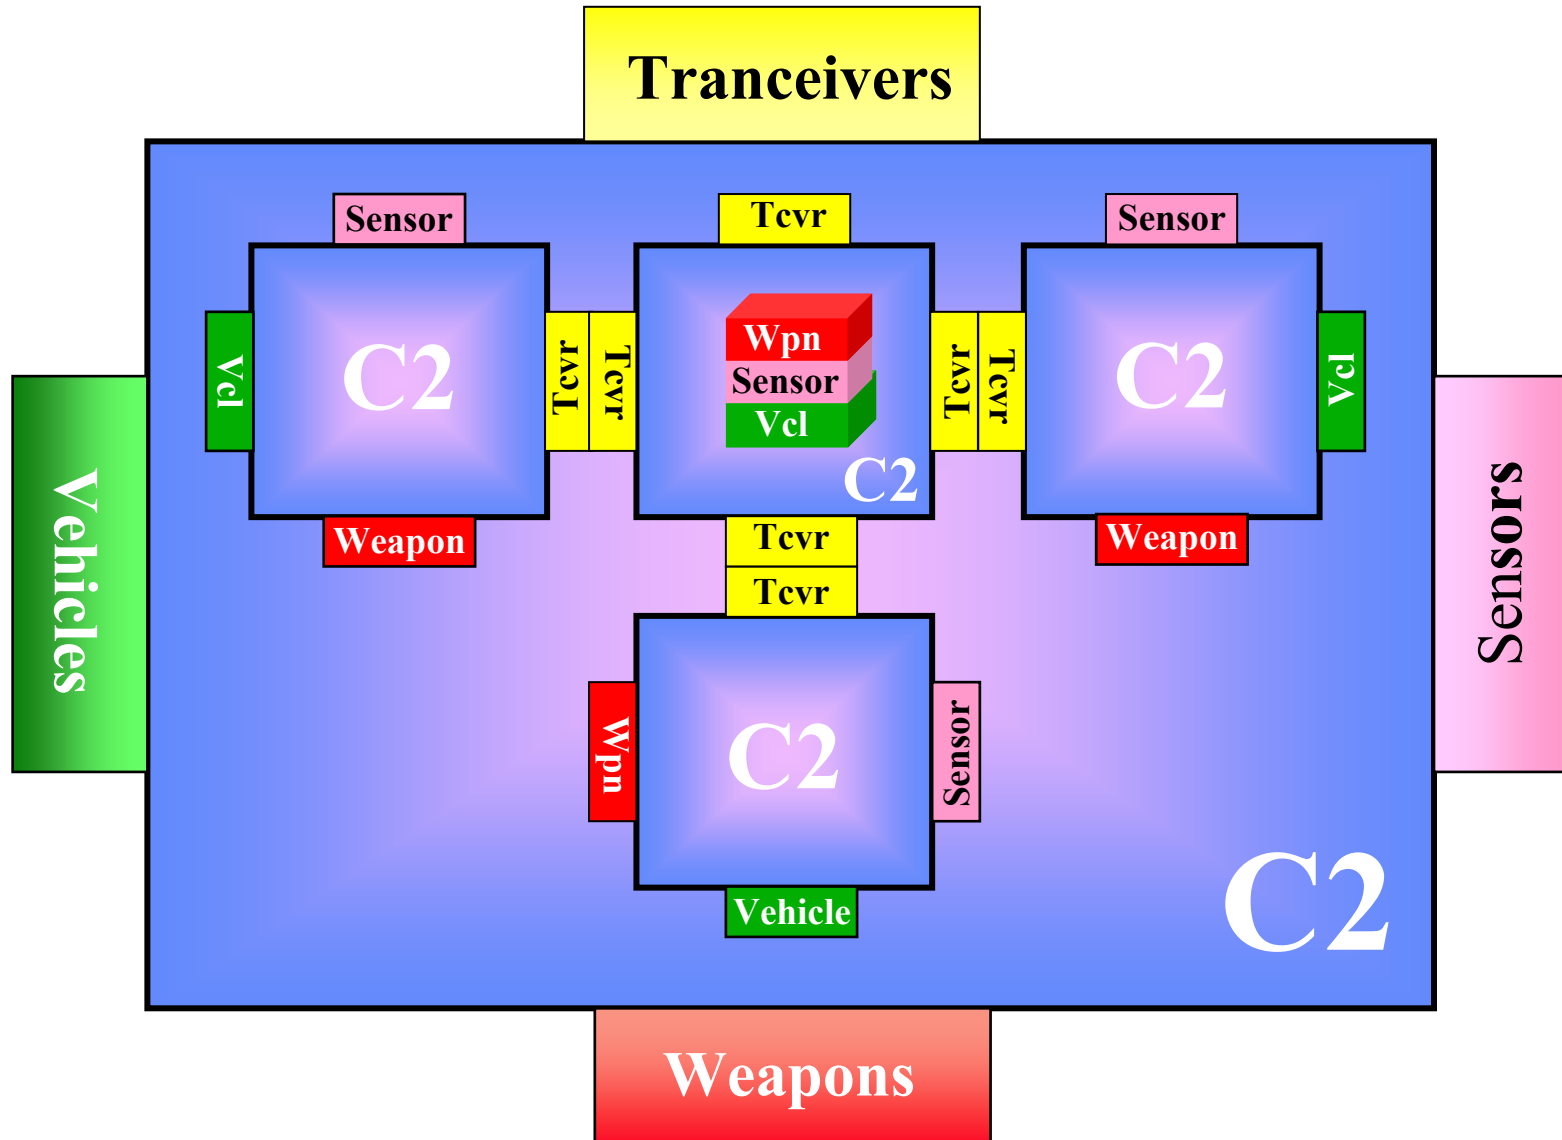 Tranceivers
Sensor
Tcvr
Sensor
Vcl
C2
Tcvr
Tcvr
Wpn
Sensor
Vcl
C2
Tcvr
Tcvr
C2
Vcl
Weapon
Tcvr
Weapon
Tcvr
Vehicles
Sensors
Wpn
C2
Sensor
Vehicle
C2
Weapons